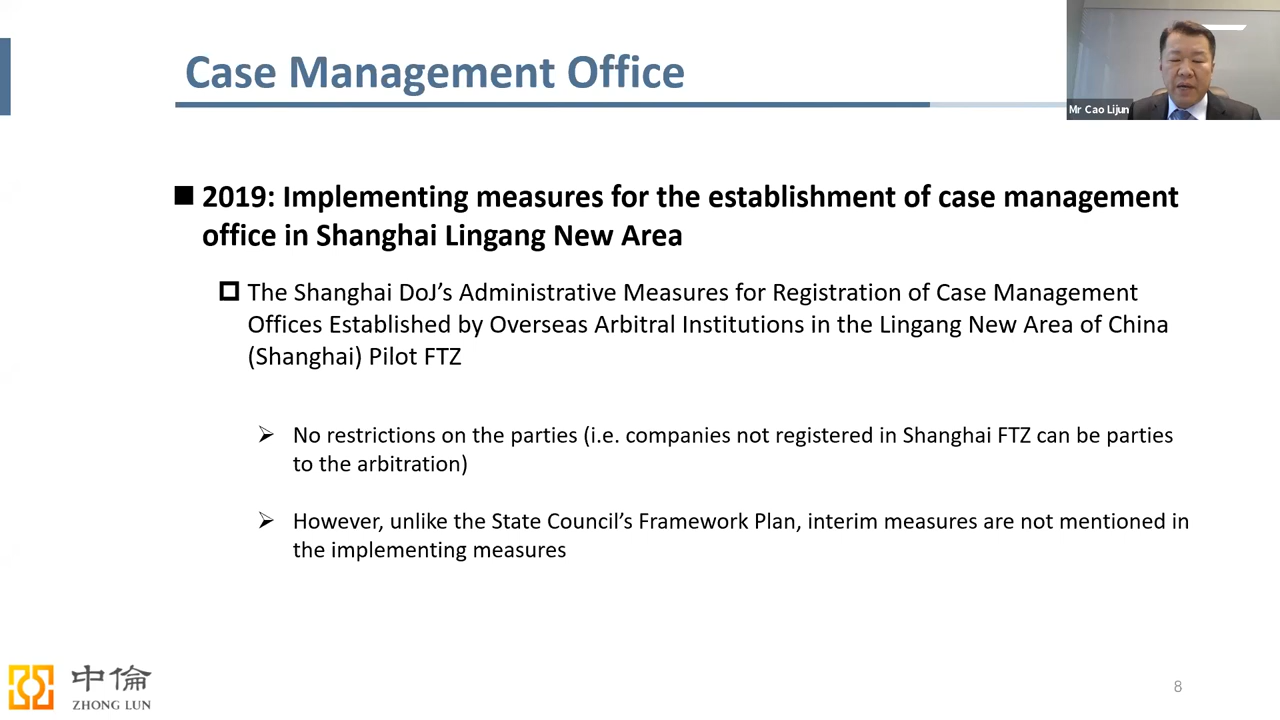 Case Management Office
Mr Cao Lijun
2019: Implementing measures for the establishment of case management
office in Shanghai Lingang New Area
The Shanghai DoJ’s Administrative Measures for Registration of Case Management
Offices Established by Overseas Arbitral Institutions in the Lingang New Area of China
(Shanghai) Pilot FTZ
No restrictions on the parties (i.e. companies not registered in Shanghai FTZ can be parties
to the arbitration)
However, unlike the State Council’s Framework Plan, interim measures are not mentioned in
the implementing measures
中倫
ZHONG LUN
8